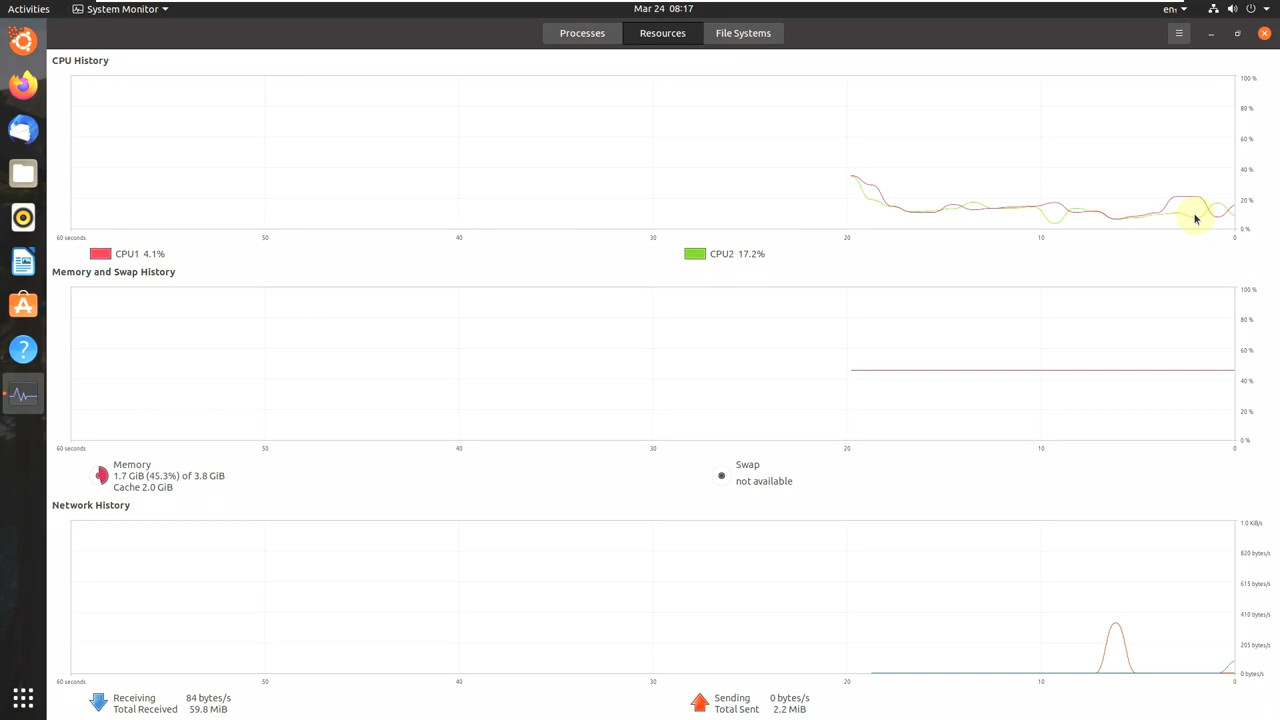 Activities System Monitor Mar 24 08:17 en₁
Processes Resources File Systems
CPU History
100 %
80 %
60 %
40 %
20 %
0 %
60 seconds 50 40 30 20 10 0
CPU1 4.1% CPU2 17.2%
Memory and Swap History
100 %
80 %
60 %
40 %
20 %
0 %
60 seconds 50 40 30 20 10 0
Memory
1.7 GiB (45.3%) of 3.8 GiB
Cache 2.0 GiB
Swap
not available
Network History
1.0 KiB/s
820 bytes/s
615 bytes/s
410 bytes/s
205 bytes/s
0 bytes/s
60 seconds 50 40 30 20 10 0
Receiving 84 bytes/s
Total Received 59.8 MiB
Sending 0 bytes/s
Total Sent 2.2 MiB